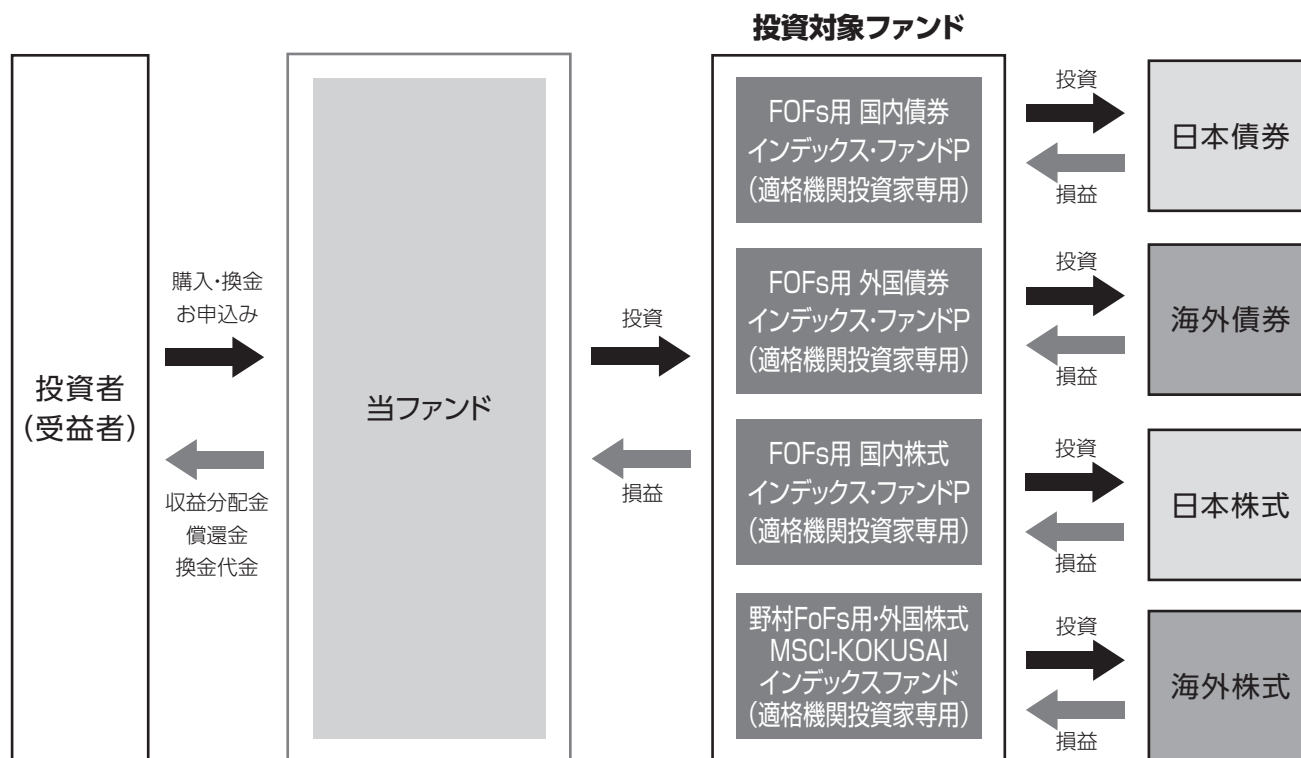 投資対象ファンド
投資者
(受益者)
購入・換金
お申込み
収益分配金
償還金
換金代金
当ファンド
投資
損益
FOFs用 国内債券
インデックス・ファンドP
(適格機関投資家専用)
投資
損益
日本債券
FOFs用 外国債券
インデックス・ファンドP
(適格機関投資家専用)
投資
損益
海外債券
FOFs用 国内株式
インデックス・ファンドP
(適格機関投資家専用)
投資
損益
日本株式
野村FoFs用・外国株式
MSCI-KOKUSAI
インデックスファンド
(適格機関投資家専用)
投資
損益
海外株式